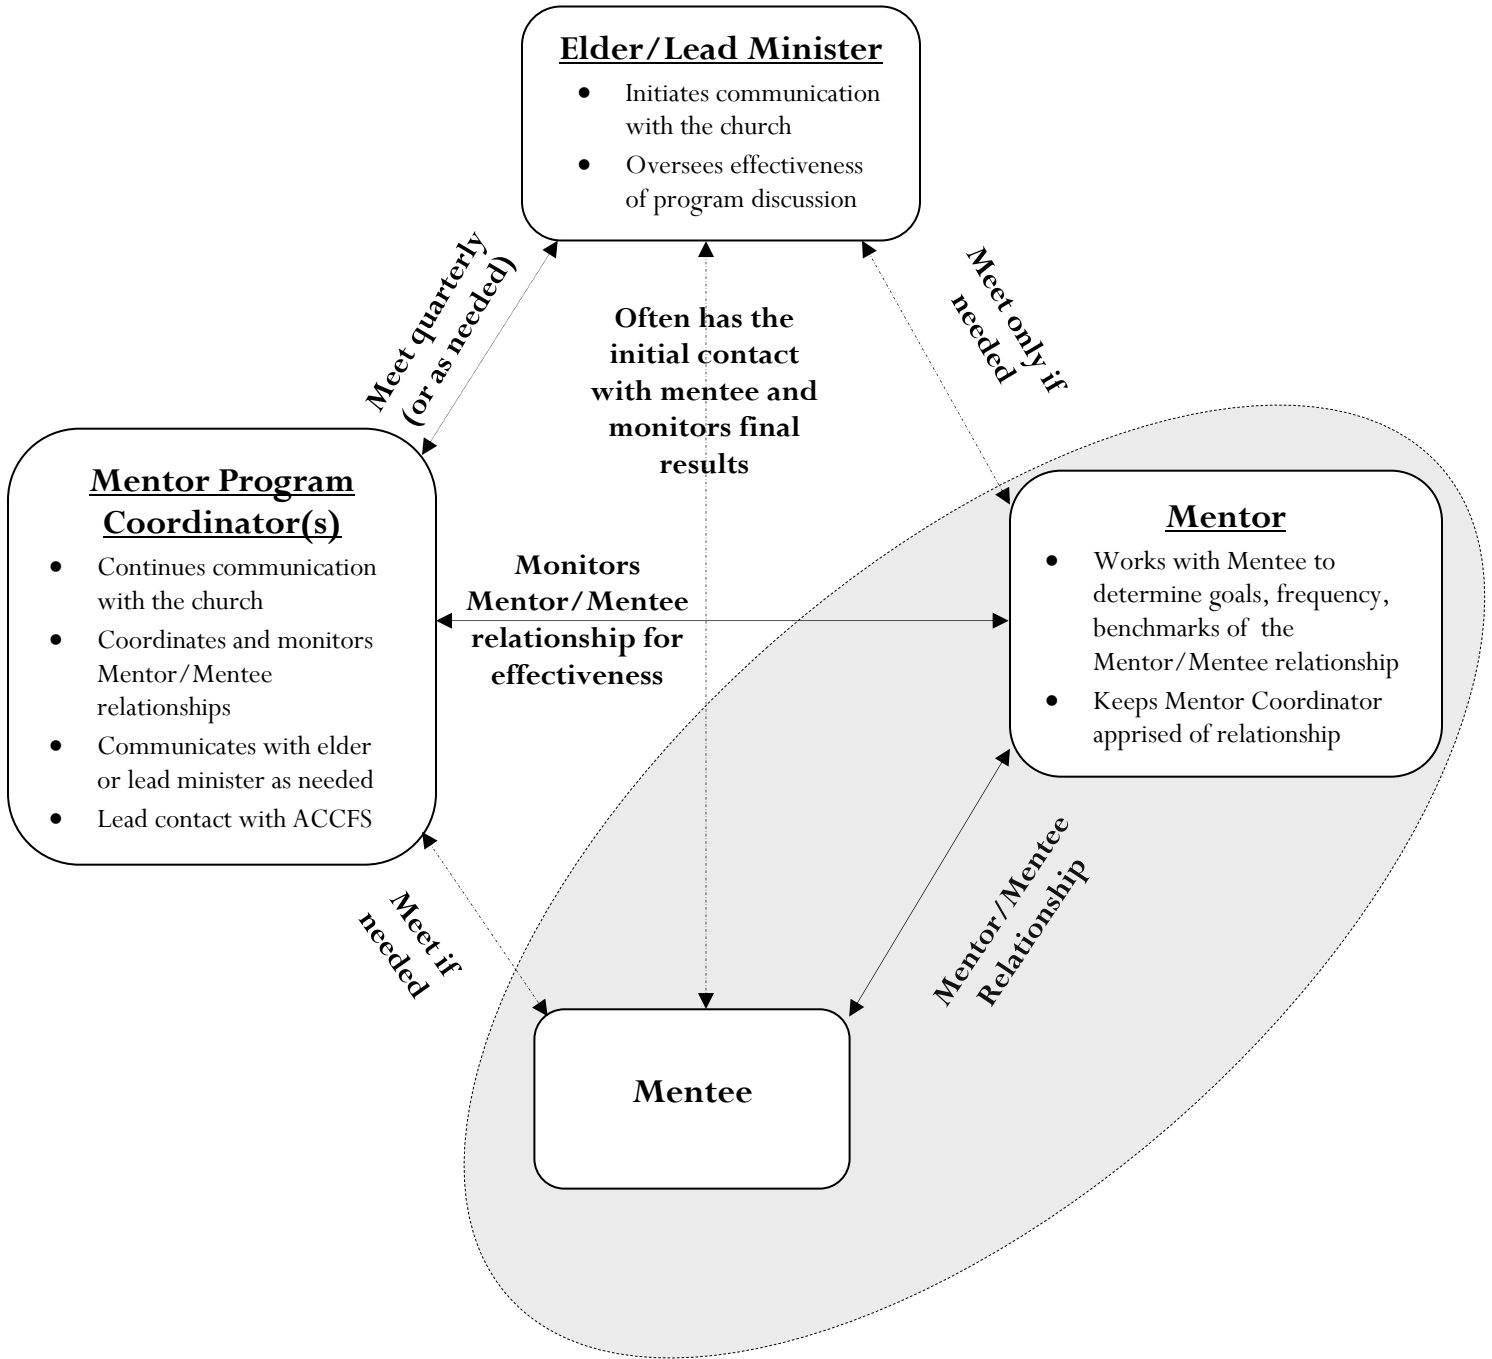 Elder/Lead Minister
● Initiates communication
with the church
● Oversees effectiveness
of program discussion
Meet quarterly
(or as needed)
Often has the
initial contact
with mentee and
monitors final
results
Meet only if
needed
Mentor Program
Coordinator(s)
● Continues communication
with the church
● Coordinates and monitors
Mentor/Mentee
relationships
● Communicates with elder
or lead minister as needed
● Lead contact with ACCFS
Monitors
Mentor/Mentee
relationship for
effectiveness
Mentor
● Works with Mentee to
determine goals, frequency,
benchmarks of the
Mentor/Mentee relationship
● Keeps Mentor Coordinator
apprised of relationship
Meet if
needed
Mentor/Mentee
Relationship
Mentee